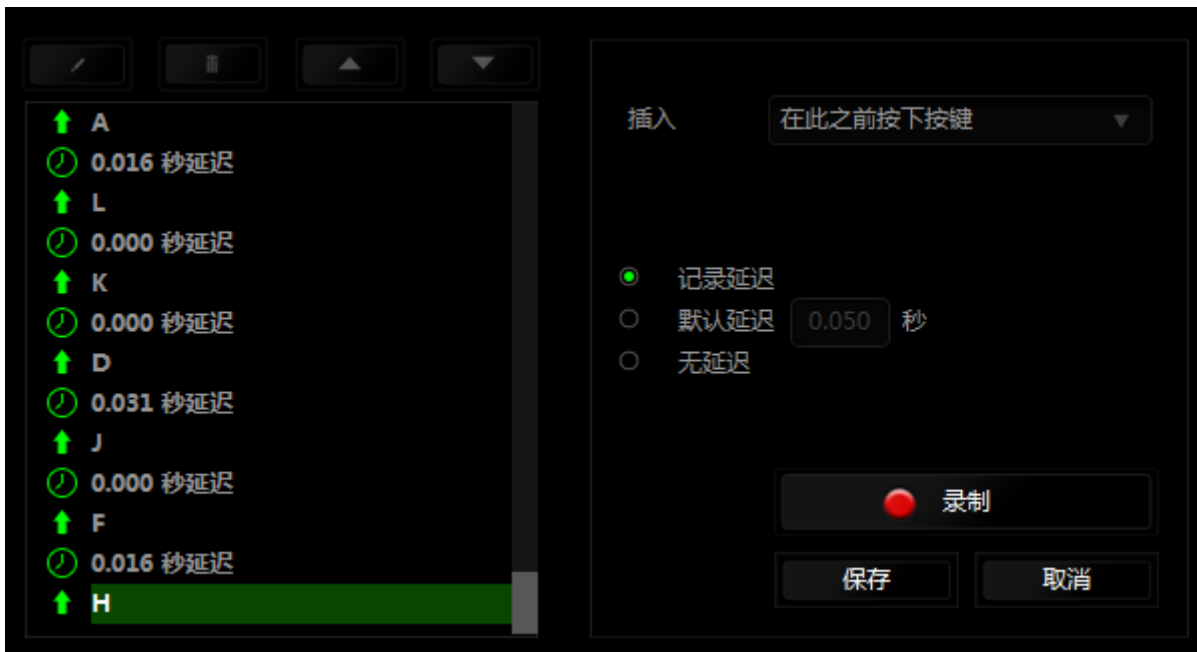 A
0.016 秒延迟
L
0.000 秒延迟
K
0.000 秒延迟
D
0.031 秒延迟
J
0.000 秒延迟
F
0.016 秒延迟
H
插入 在此之前按下按键
记录延迟
默认延迟 0.050 秒
无延迟
录制
保存 取消